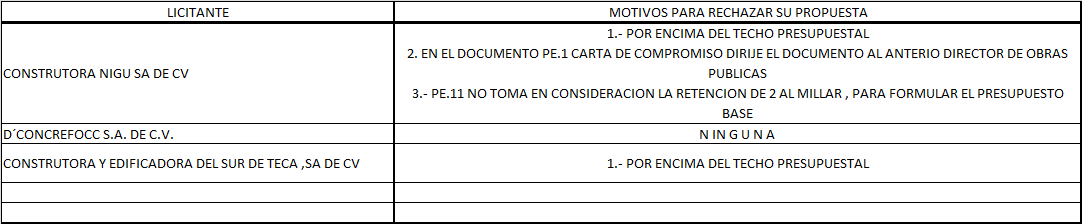 LICITANTE
MOTIVOS PARA RECHAZAR SU PROPUESTA
CONSTRUTORA NIGU SA DE CV
1.- POR ENCIMA DEL TECHO PRESUPUESTAL
2. EN EL DOCUMENTO PE.1 CARTA DE COMPROMISO DIRIJE EL DOCUMENTO AL ANTERIO DIRECTOR DE OBRAS
PUBLICAS
3.- PE.11 NO TOMA EN CONSIDERACION LA RETENCION DE 2 AL MILLAR , PARA FORMULAR EL PRESUPUESTO
BASE
D´CONCREFOCC S.A. DE C.V.
N IN G U N A
CONSTRUTORA Y EDIFICADORA DEL SUR DE TECA ,SA DE CV
1.- POR ENCIMA DEL TECHO PRESUPUESTAL